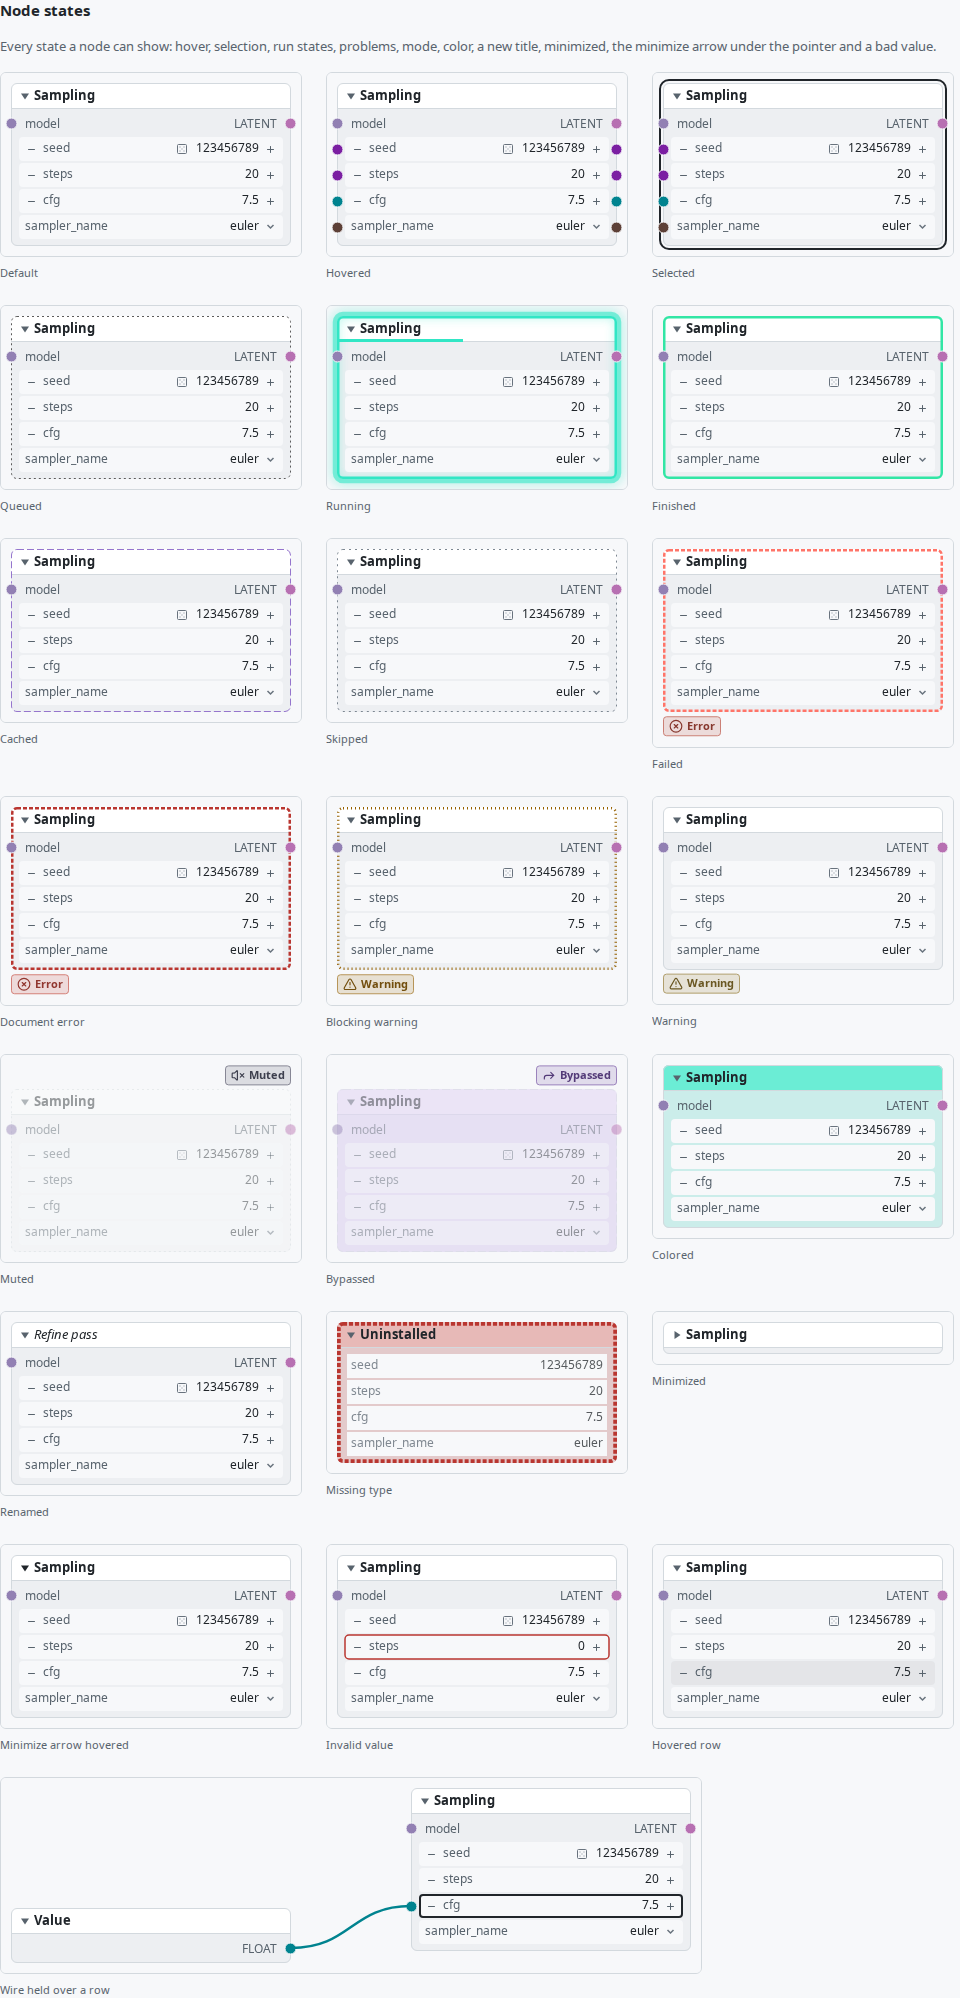 Node states
Every state a node can show: hover, selection, run states, problems, mode, color, a new title, minimized, the minimize arrow under the pointer and a bad value.
Sampling
model LATENT
– seed 123456789 +
– steps 20 +
– cfg 7.5 +
sampler_name euler
Default
Sampling
model LATENT
– seed 123456789 +
– steps 20 +
– cfg 7.5 +
sampler_name euler
Hovered
Sampling
model LATENT
– seed 123456789 +
– steps 20 +
– cfg 7.5 +
sampler_name euler
Selected
Sampling
model LATENT
– seed 123456789 +
– steps 20 +
– cfg 7.5 +
sampler_name euler
Queued
Sampling
model LATENT
– seed 123456789 +
– steps 20 +
– cfg 7.5 +
sampler_name euler
Running
Sampling
model LATENT
– seed 123456789 +
– steps 20 +
– cfg 7.5 +
sampler_name euler
Finished
Sampling
model LATENT
– seed 123456789 +
– steps 20 +
– cfg 7.5 +
sampler_name euler
Cached
Sampling
model LATENT
– seed 123456789 +
– steps 20 +
– cfg 7.5 +
sampler_name euler
Skipped
Sampling
model LATENT
– seed 123456789 +
– steps 20 +
– cfg 7.5 +
sampler_name euler
Error
Failed
Sampling
model LATENT
– seed 123456789 +
– steps 20 +
– cfg 7.5 +
sampler_name euler
Error
Document error
Sampling
model LATENT
– seed 123456789 +
– steps 20 +
– cfg 7.5 +
sampler_name euler
Warning
Blocking warning
Sampling
model LATENT
– seed 123456789 +
– steps 20 +
– cfg 7.5 +
sampler_name euler
Warning
Warning
Muted
Sampling
model LATENT
– seed 123456789 +
– steps 20 +
– cfg 7.5 +
sampler_name euler
Muted
Bypassed
Sampling
model LATENT
– seed 123456789 +
– steps 20 +
– cfg 7.5 +
sampler_name euler
Bypassed
Sampling
model LATENT
– seed 123456789 +
– steps 20 +
– cfg 7.5 +
sampler_name euler
Colored
Refine pass
model LATENT
– seed 123456789 +
– steps 20 +
– cfg 7.5 +
sampler_name euler
Renamed
Uninstalled
seed 123456789
steps 20
cfg 7.5
sampler_name euler
Missing type
Sampling
Minimized
Sampling
model LATENT
– seed 123456789 +
– steps 20 +
– cfg 7.5 +
sampler_name euler
Minimize arrow hovered
Sampling
model LATENT
– seed 123456789 +
– steps 0 +
– cfg 7.5 +
sampler_name euler
Invalid value
Sampling
model LATENT
– seed 123456789 +
– steps 20 +
– cfg 7.5 +
sampler_name euler
Hovered row
Sampling
model LATENT
– seed 123456789 +
– steps 20 +
– cfg 7.5 +
sampler_name euler
Value
FLOAT
Wire held over a row